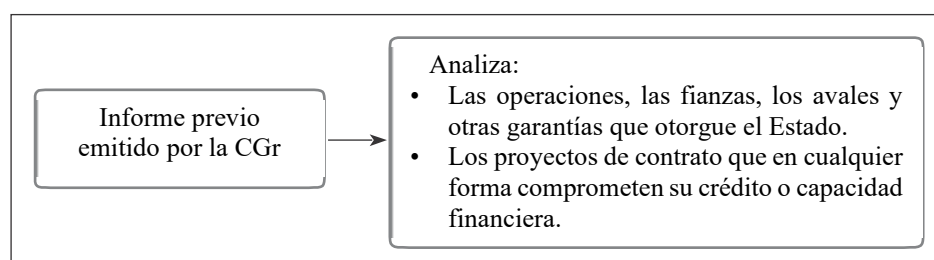 Informe previo
emitido por la CGr
Analiza:
• Las operaciones, las fianzas, los avales y
otras garantías que otorgue el Estado.
• Los proyectos de contrato que en cualquier
forma comprometen su crédito o capacidad
financiera.